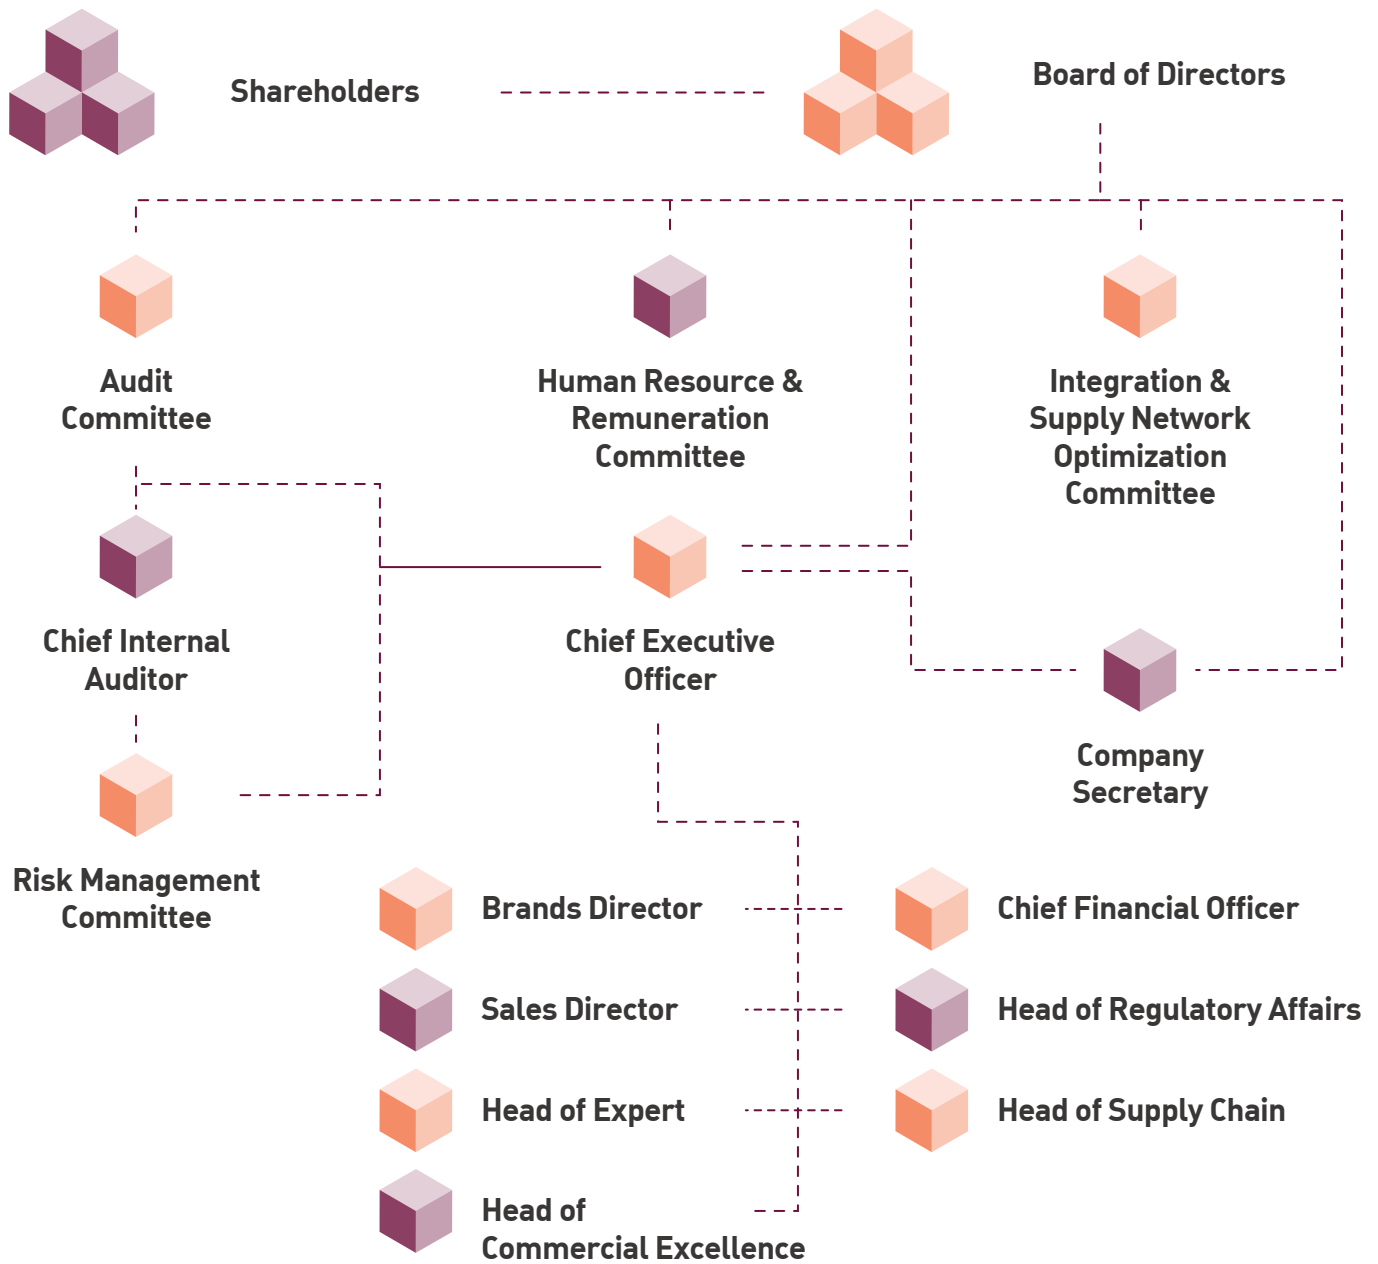 Shareholders
Board of Directors
Audit
Committee
Human Resource &
Remuneration
Committee
Integration &
Supply Network
Optimization
Committee
Chief Internal
Auditor
Chief Executive
Officer
Company
Secretary
Risk Management
Committee
Brands Director
Chief Financial Officer
Sales Director
Head of Regulatory Affairs
Head of Expert
Head of Supply Chain
Head of
Commercial Excellence